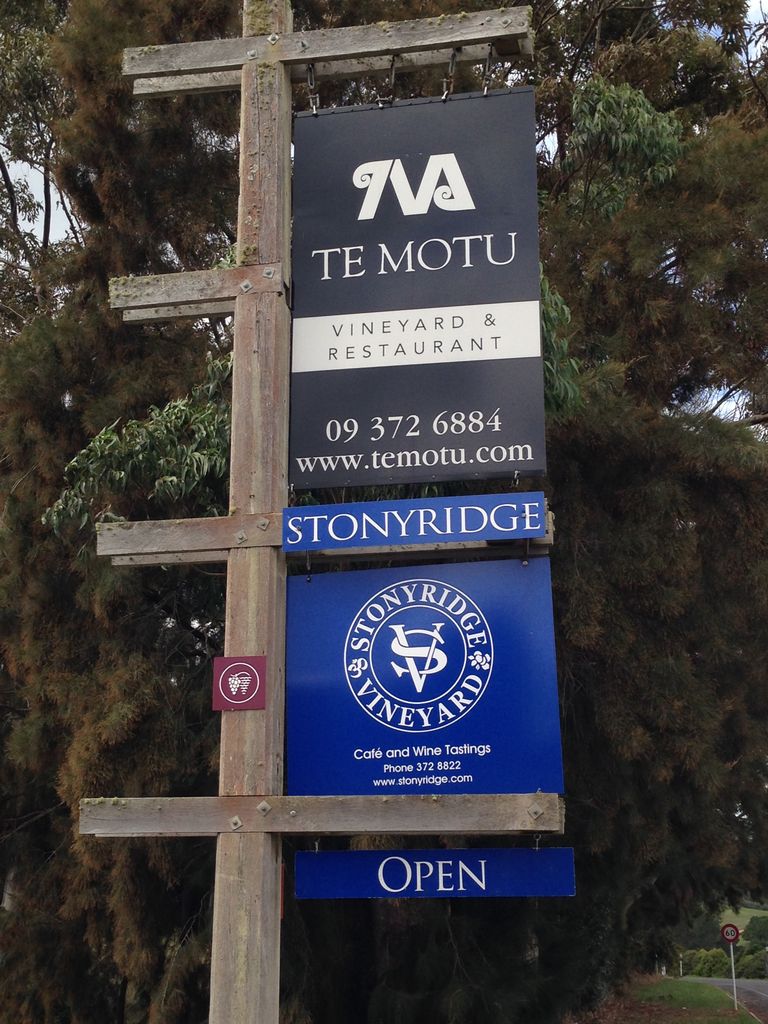 TE MOTU
VINEYARD &
RESTAURANT
09 372 6884
www.temotu.com
STONYRIDGE
STONYRIDGE
SV
VINEYARD
Café and Wine Tastings
Phone 372 8822
www.stonyridge.com
OPEN
60